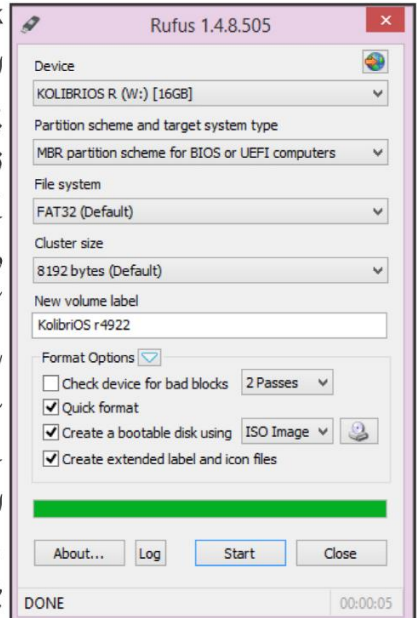 Rufus 1.4.8.505
Device
KOLIBRIOS R (W:) [16GB]
Partition scheme and target system type
MBR partition scheme for BIOS or UEFI computers
File system
FAT32 (Default)
Cluster size
8192 bytes (Default)
New volume label
KolibriOS r4922
Format Options
Check device for bad blocks 2 Passes
Quick format
Create a bootable disk using ISO Image
Create extended label and icon files
About... Log Start Close
DONE 00:00:05